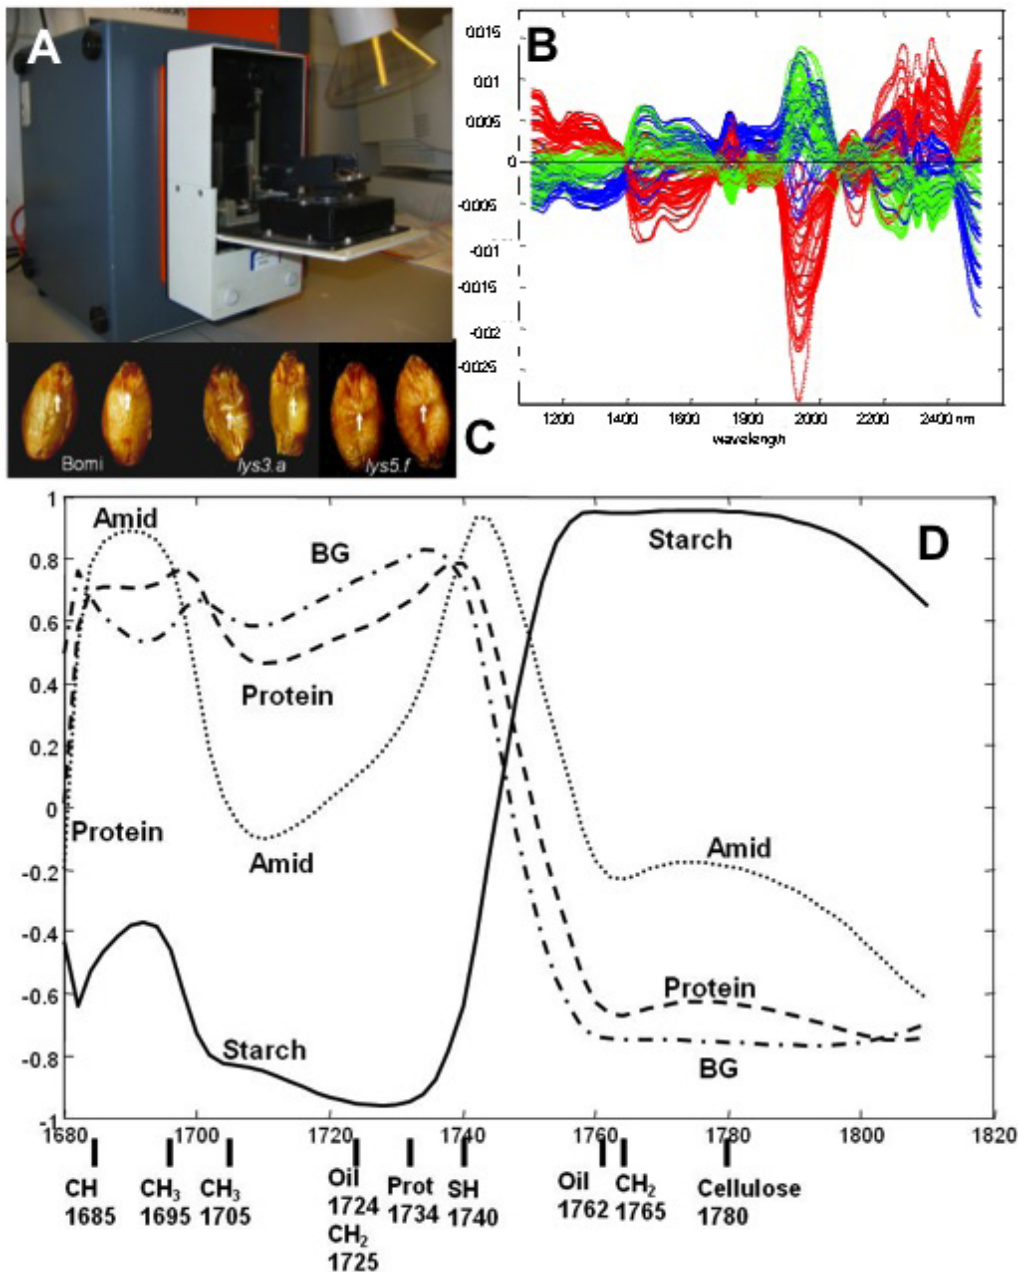 A
B
0.015
0.01
0.005
0
-0.005
-0.01
-0.015
-0.02
-0.025
1200 1400 1600 1800 2000 2200 2400 nm
wavelength
Bomi lys3.a lys5.f
C
D
1
0.8
0.6
0.4
0.2
0
-0.2
-0.4
-0.6
-0.8
-1
Amid
BG
Starch
Protein
Protein
Amid
Amid
Protein
Starch
BG
1680 1700 1720 1740 1760 1780 1800 1820
CH
1685
CH₃
1695
CH₃
1705
Oil
1724
CH₂
1725
Prot
1734
SH
1740
Oil
1762
CH₂
1765
Cellulose
1780